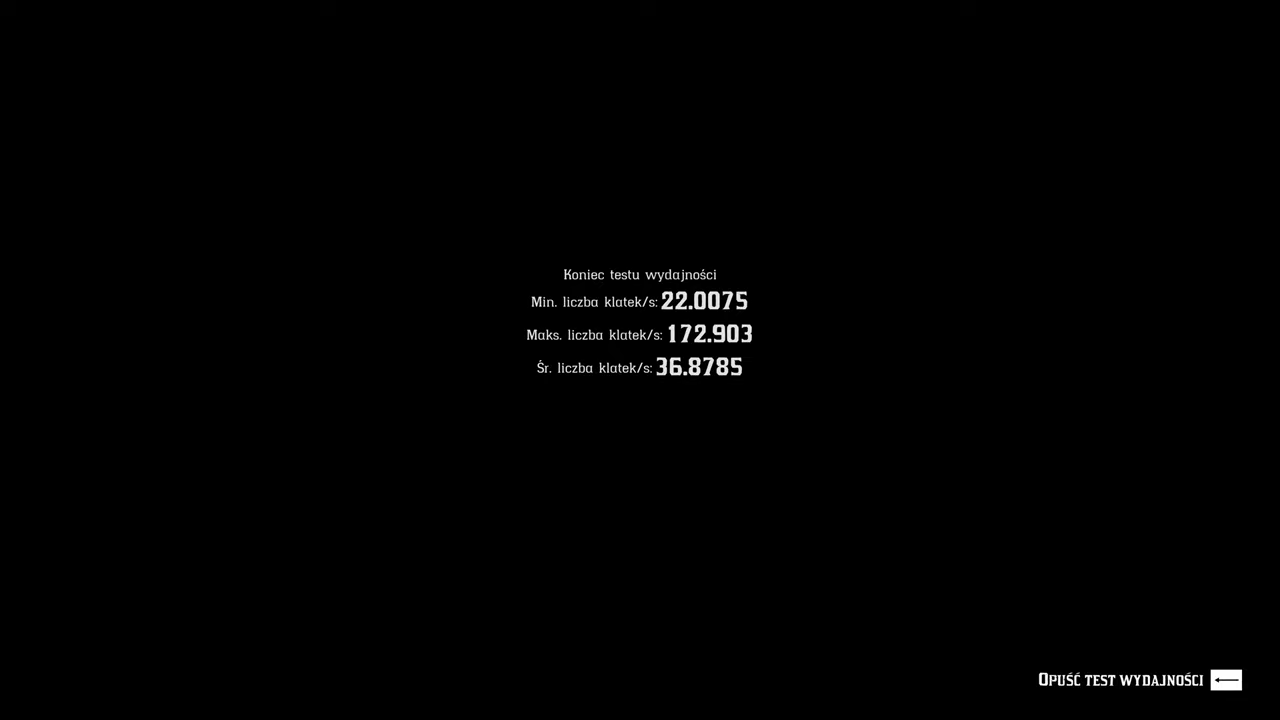 Koniec testu wydajności
Min. liczba klatek/s: 22.0075
Maks. liczba klatek/s: 172.903
Śr. liczba klatek/s: 36.8785
Opuść test wydajności